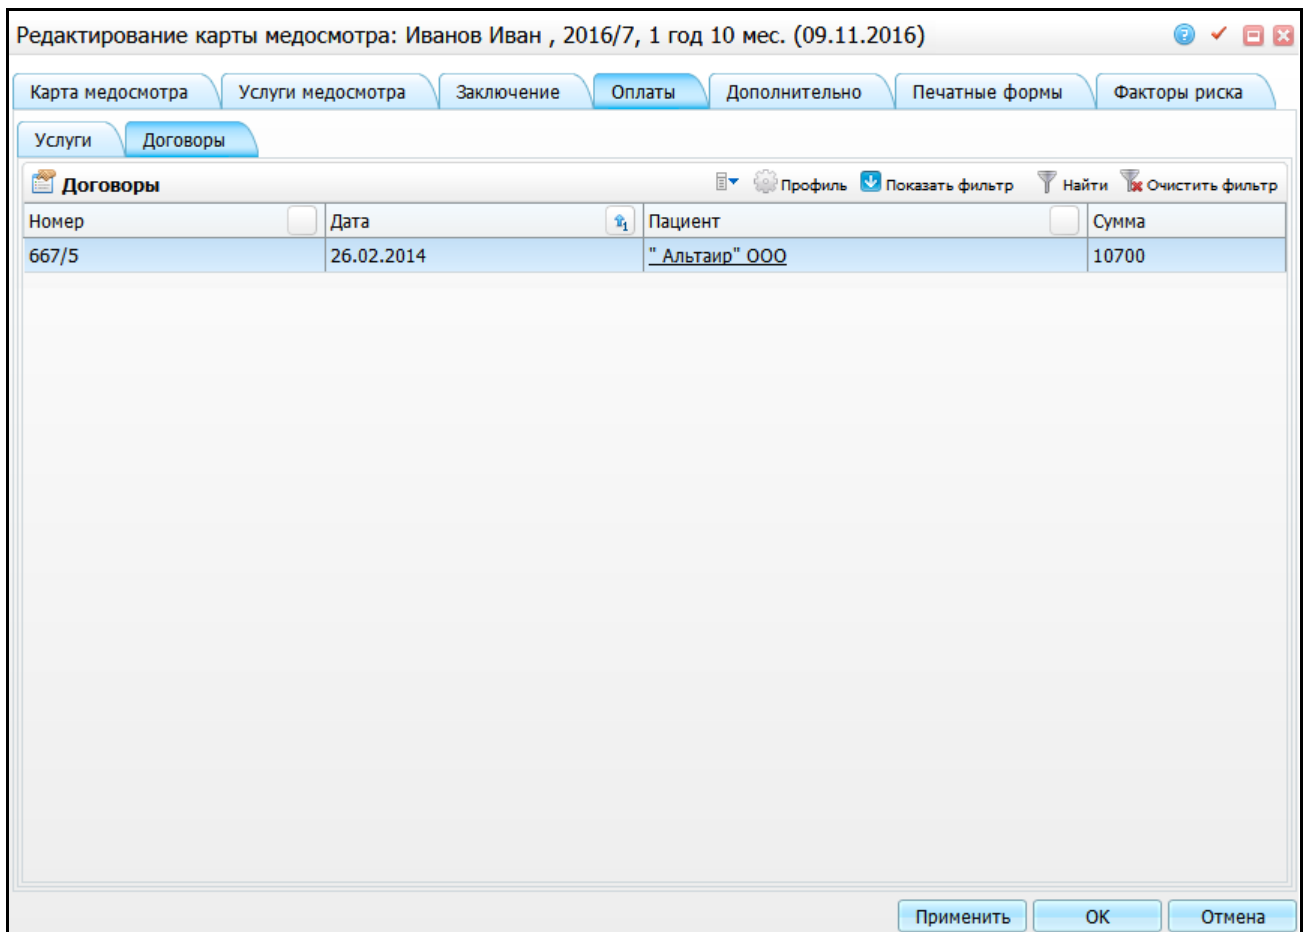 Редактирование карты медосмотра: Иванов Иван , 2016/7, 1 год 10 мес. (09.11.2016)
Карта медосмотра Услуги медосмотра Заключение Оплаты Дополнительно Печатные формы Факторы риска
Услуги Договоры
Договоры Профиль Показать фильтр Найти Очистить фильтр
Номер Дата 1 Пациент Сумма
667/5 26.02.2014 " Альтаир" ООО 10700
Применить ОК Отмена